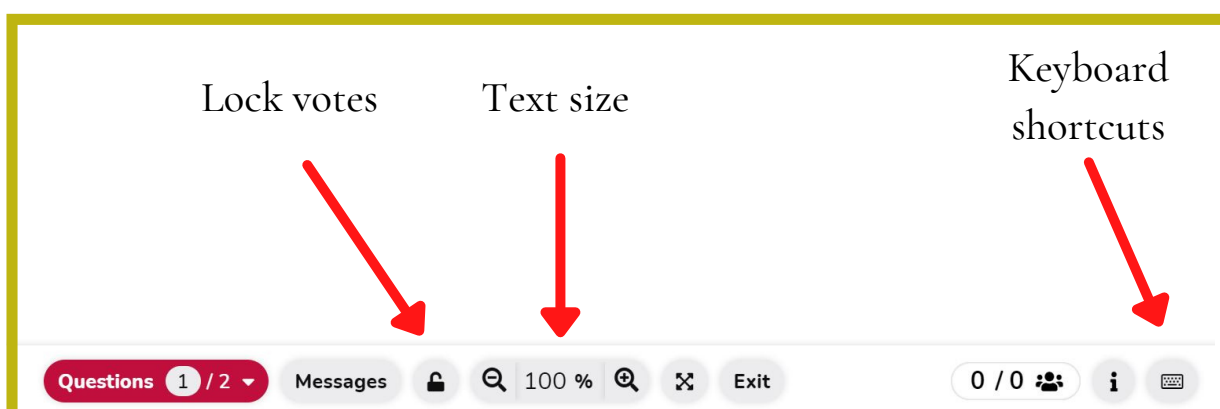 Lock votes
Text size
Keyboard
shortcuts
Questions 1 / 2
Messages
100 %
Exit
0 / 0
i